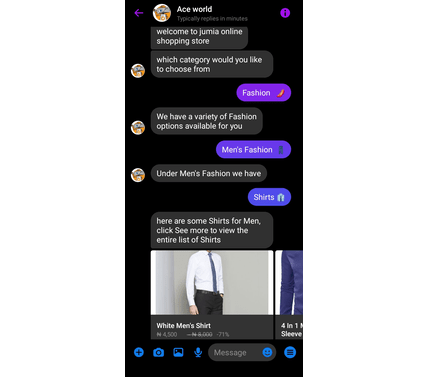 Ace world
Typically replies in minutes
welcome to jumia online
shopping store
which category would you like
to choose from
Fashion
We have a variety of Fashion
options available for you
Men's Fashion
Under Men's Fashion we have
Shirts
here are some Shirts for Men,
click See more to view the
entire list of Shirts
White Men's Shirt
₦ 4,500 ₦ 8,000 -71%
4 In 1 M
Sleeve
Message